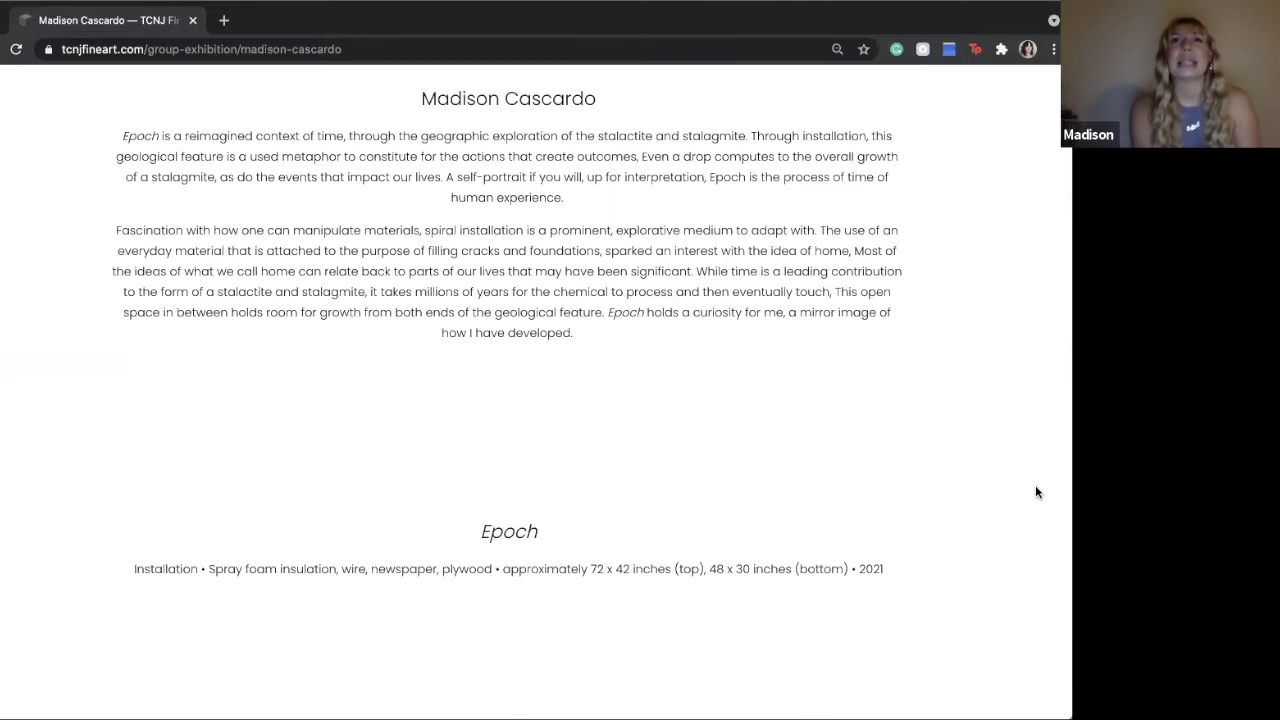 Madison Cascardo — TCNJ Fi
tcnjfineart.com/group-exhibition/madison-cascardo
Madison
Madison Cascardo
Epoch is a reimagined context of time, through the geographic exploration of the stalactite and stalagmite. Through installation, this
geological feature is a used metaphor to constitute for the actions that create outcomes, Even a drop computes to the overall growth
of a stalagmite, as do the events that impact our lives. A self-portrait if you will, up for interpretation, Epoch is the process of time of
human experience.
Fascination with how one can manipulate materials, spiral installation is a prominent, explorative medium to adapt with. The use of an
everyday material that is attached to the purpose of filling cracks and foundations, sparked an interest with the idea of home, Most of
the ideas of what we call home can relate back to parts of our lives that may have been significant. While time is a leading contribution
to the form of a stalactite and stalagmite, it takes millions of years for the chemical to process and then eventually touch, This open
space in between holds room for growth from both ends of the geological feature. Epoch holds a curiosity for me, a mirror image of
how I have developed.
Epoch
Installation • Spray foam insulation, wire, newspaper, plywood • approximately 72 x 42 inches (top), 48 x 30 inches (bottom) • 2021